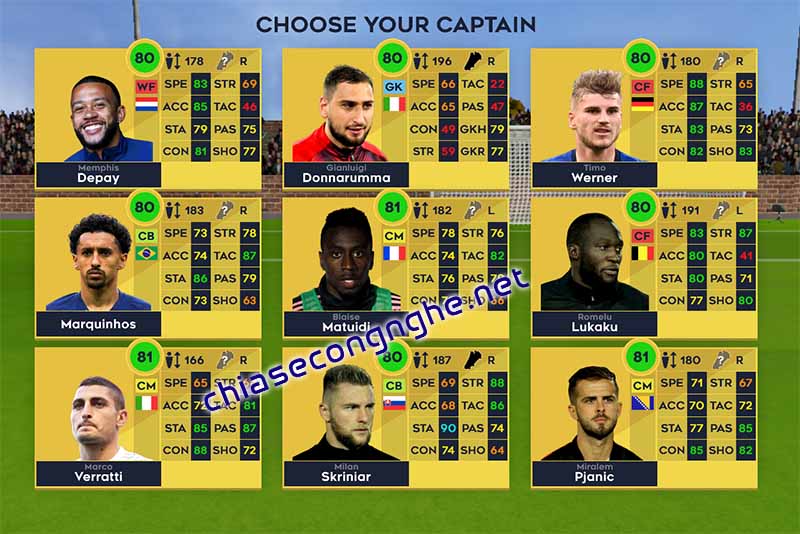 CHOOSE YOUR CAPTAIN
80 178 R
WF
SPE 83 STR 69
ACC 85 TAC 46
STA 79 PAS 75
CON 81 SHO 77
Memphis
Depay
80 196 R
GK
SPE 66 TAC 22
ACC 65 PAS 47
CON 49 GKH 79
STR 59 GKR 77
Gianluigi
Donnarumma
80 180 R
CF
SPE 88 STR 65
ACC 87 TAC 36
STA 83 PAS 73
CON 82 SHO 83
Timo
Werner
80 183 R
CB
SPE 73 STR 78
ACC 74 TAC 87
STA 86 PAS 79
CON 73 SHO 63
Marquinhos
81 182 L
CM
SPE 78 STR 76
ACC 74 TAC 82
STA 76 PAS
CON
Blaise
Matuidi
80 191 L
CF
SPE 83 STR 87
ACC 80 TAC 41
STA 80 PAS 71
CON 77 SHO 80
Romelu
Lukaku
81 166 R
CM
SPE 65 STR
ACC 72 TAC 81
STA 85 PAS 87
CON 88 SHO 72
Marco
Verratti
80 187 R
CB
SPE 69 STR 88
ACC 68 TAC 86
STA 90 PAS 74
CON 74 SHO 64
Milan
Skriniar
81 180 R
CM
SPE 71 STR 67
ACC 70 TAC 72
STA 77 PAS 85
CON 85 SHO 82
Miralem
Pjanic
chiasecongnghe.net